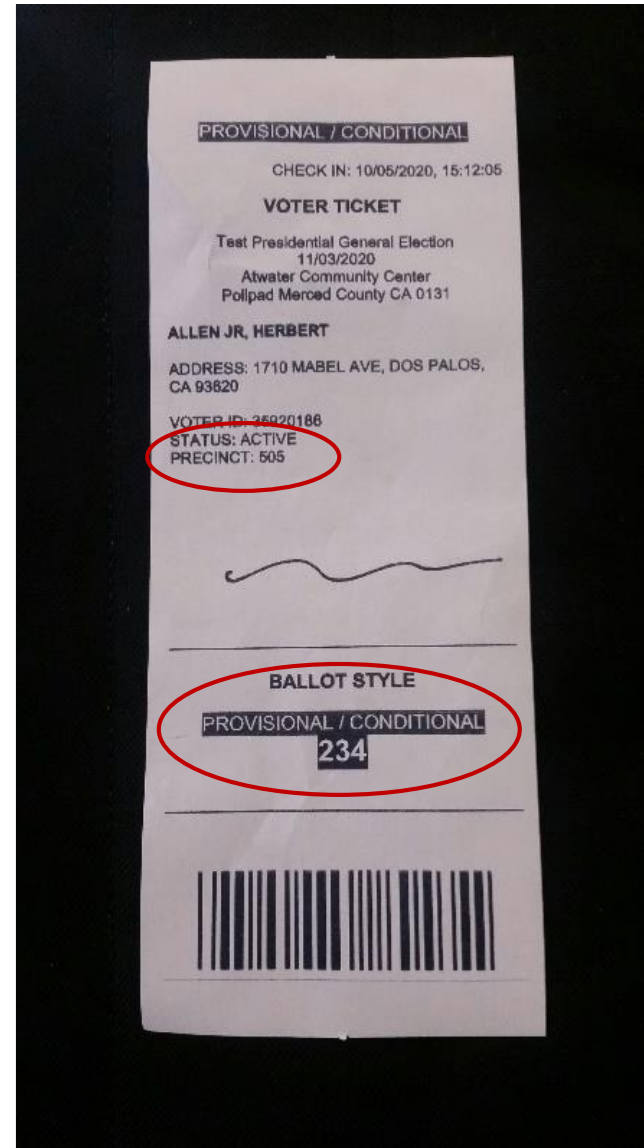 PROVISIONAL / CONDITIONAL
CHECK IN: 10/05/2020, 15:12:05
VOTER TICKET
Test Presidential General Election
11/03/2020
Atwater Community Center
Pollpad Merced County CA 0131
ALLEN JR, HERBERT
ADDRESS: 1710 MABEL AVE, DOS PALOS,
CA 93620
VOTER ID: 35920186
STATUS: ACTIVE
PRECINCT: 505
BALLOT STYLE
PROVISIONAL / CONDITIONAL
234